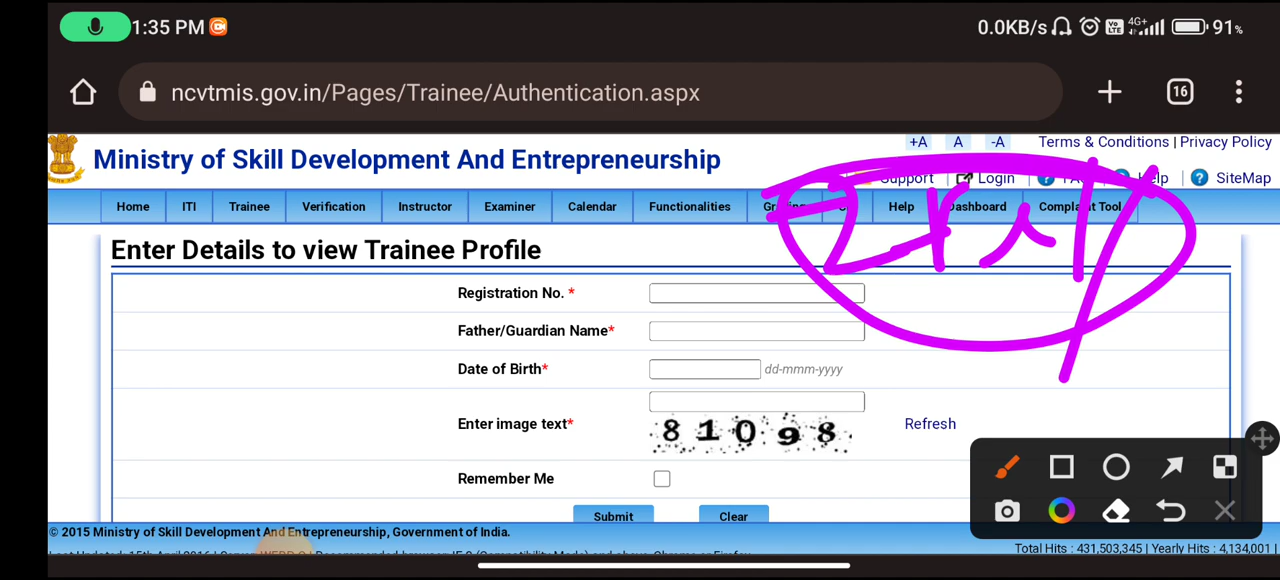 1:35 PM 0.0KB/s 4G+ 91%
ncvtmis.gov.in/Pages/Trainee/Authentication.aspx 16
+A A -A Terms & Conditions | Privacy Policy
Ministry of Skill Development And Entrepreneurship
Support Login Help | SiteMap
Home ITI Trainee Verification Instructor Examiner Calendar Functionalities Help Dashboard Complaint Tool
Enter Details to view Trainee Profile
Registration No. *
Father/Guardian Name*
Date of Birth* dd-mmm-yyyy
Enter image text* 81098 Refresh
Remember Me
Submit Clear
© 2015 Ministry of Skill Development And Entrepreneurship, Government of India.
Total Hits : 431,503,345 | Yearly Hits : 4,134,001 |